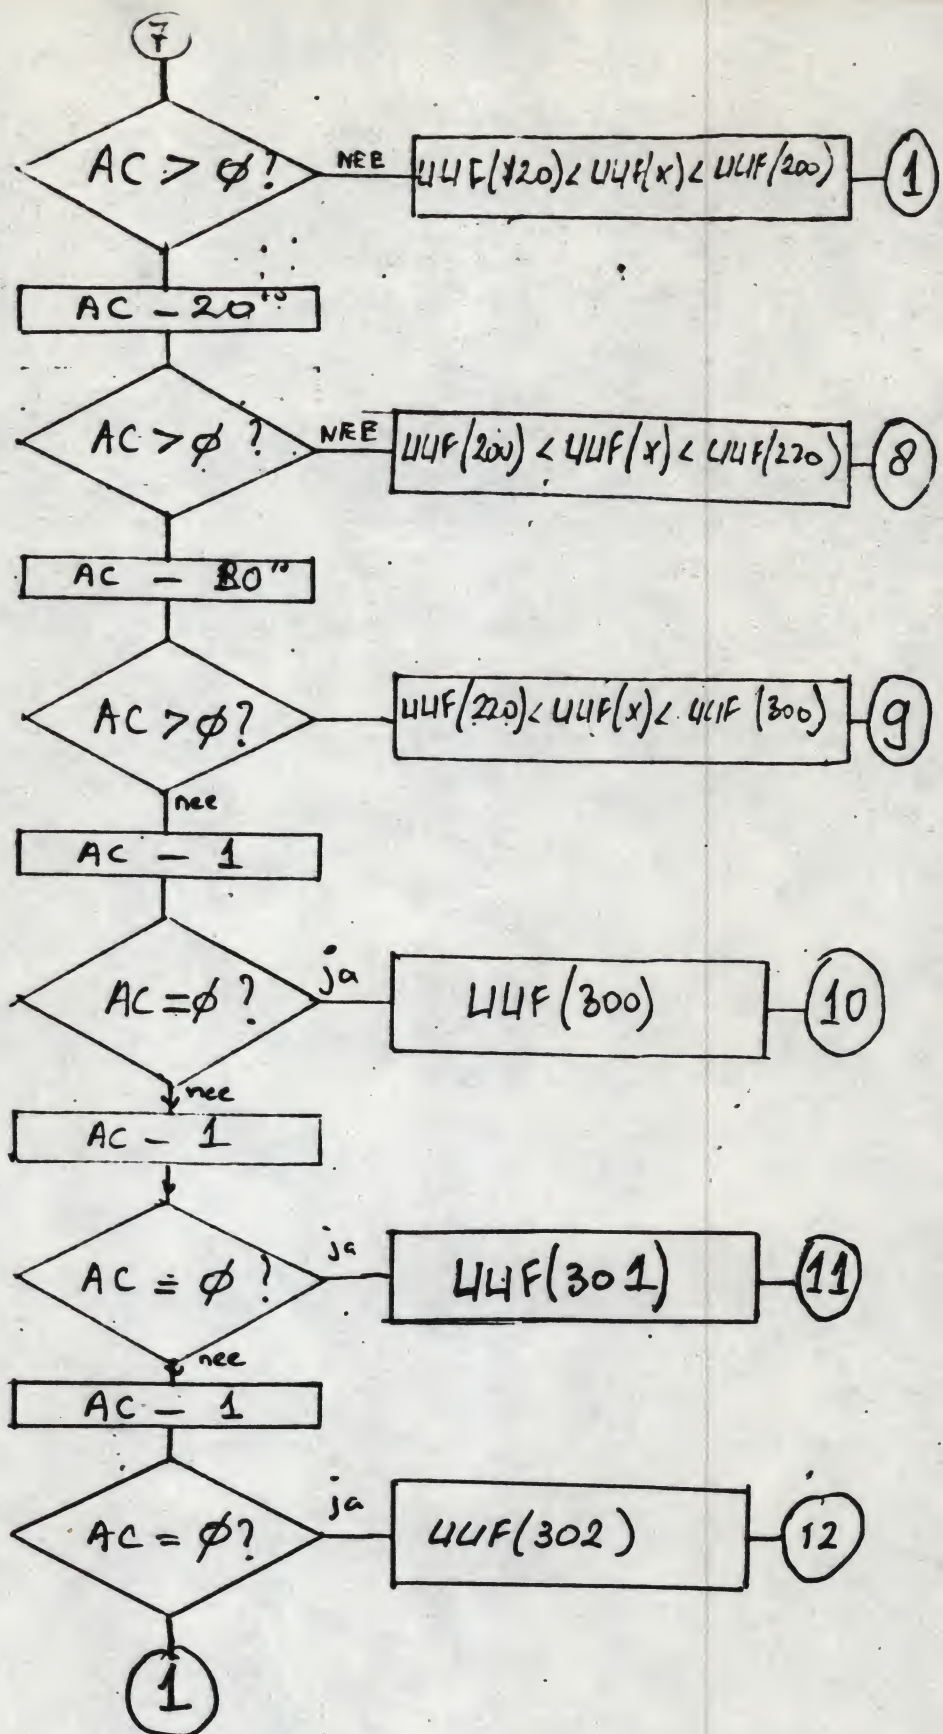 7
AC > ø? NEE UUF(120) < UUF(x) < UUF(200) 1
AC - 20"
AC > ø? NEE UUF(200) < UUF(x) < UUF(220) 8
AC - 80"
AC > ø? UUF(220) < UUF(x) < UUF(300) 9
nee
AC - 1
AC = ø? ja UUF(300) 10
nee
AC - 1
AC = ø? ja UUF(301) 11
nee
AC - 1
AC = ø? ja UUF(302) 12
1